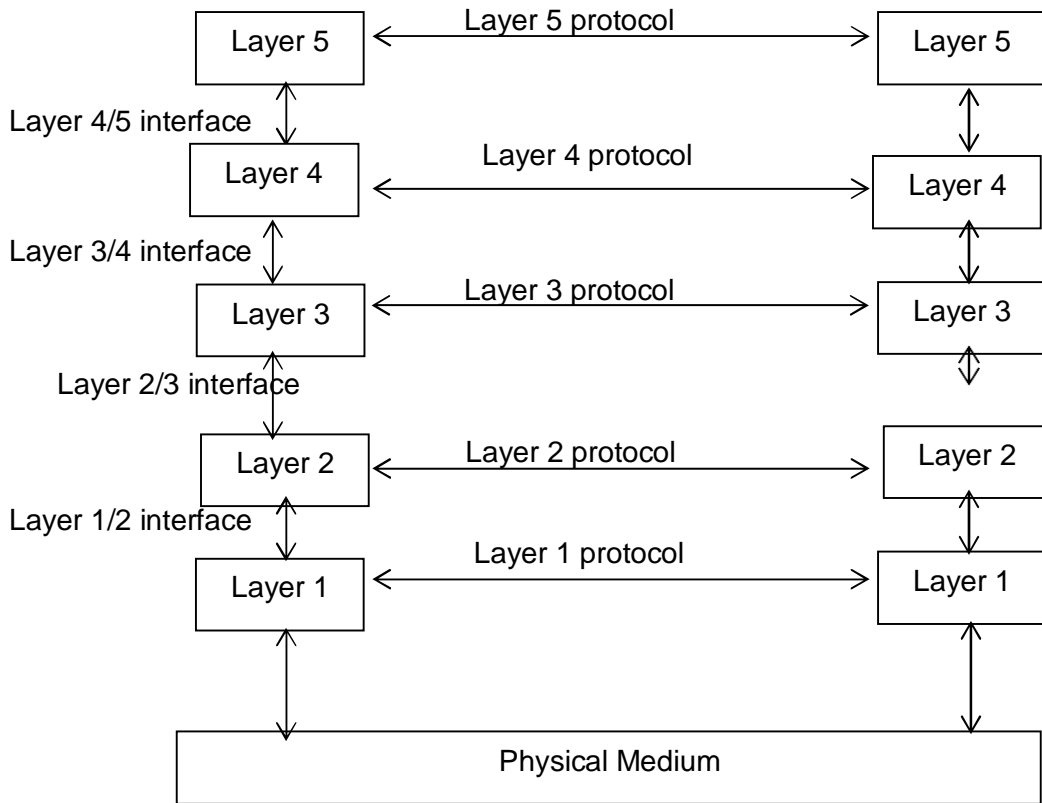 Layer 5 protocol
Layer 5
Layer 5
Layer 4/5 interface
Layer 4 protocol
Layer 4
Layer 4
Layer 3/4 interface
Layer 3 protocol
Layer 3
Layer 3
Layer 2/3 interface
Layer 2 protocol
Layer 2
Layer 2
Layer 1/2 interface
Layer 1 protocol
Layer 1
Layer 1
Physical Medium